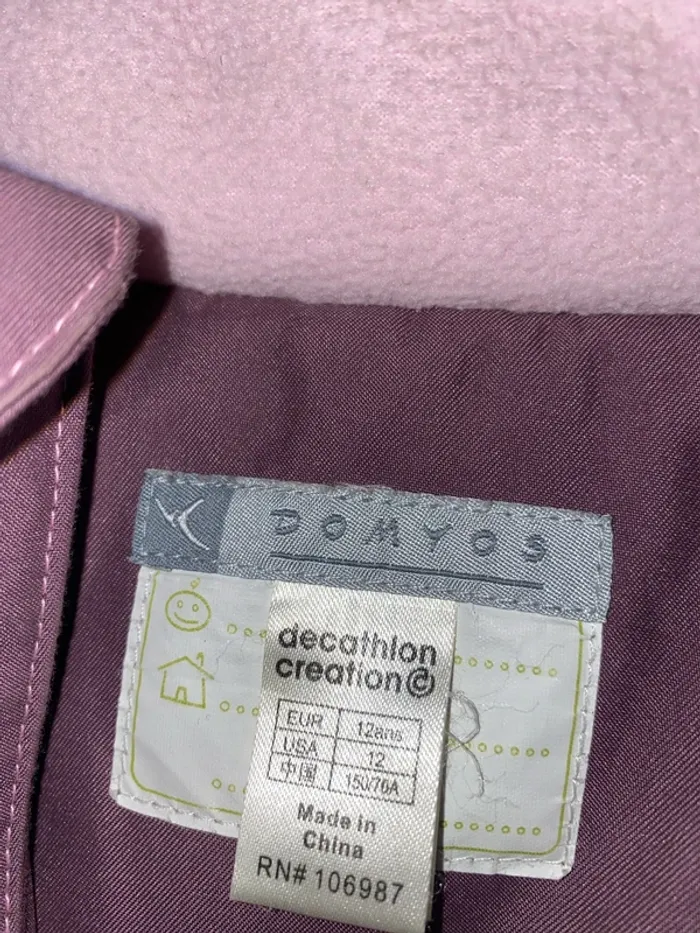 DOMYOS
decathlon
creation©
EUR 12ans
USA 12
中国 150/76A
Made in
China
RN# 106987